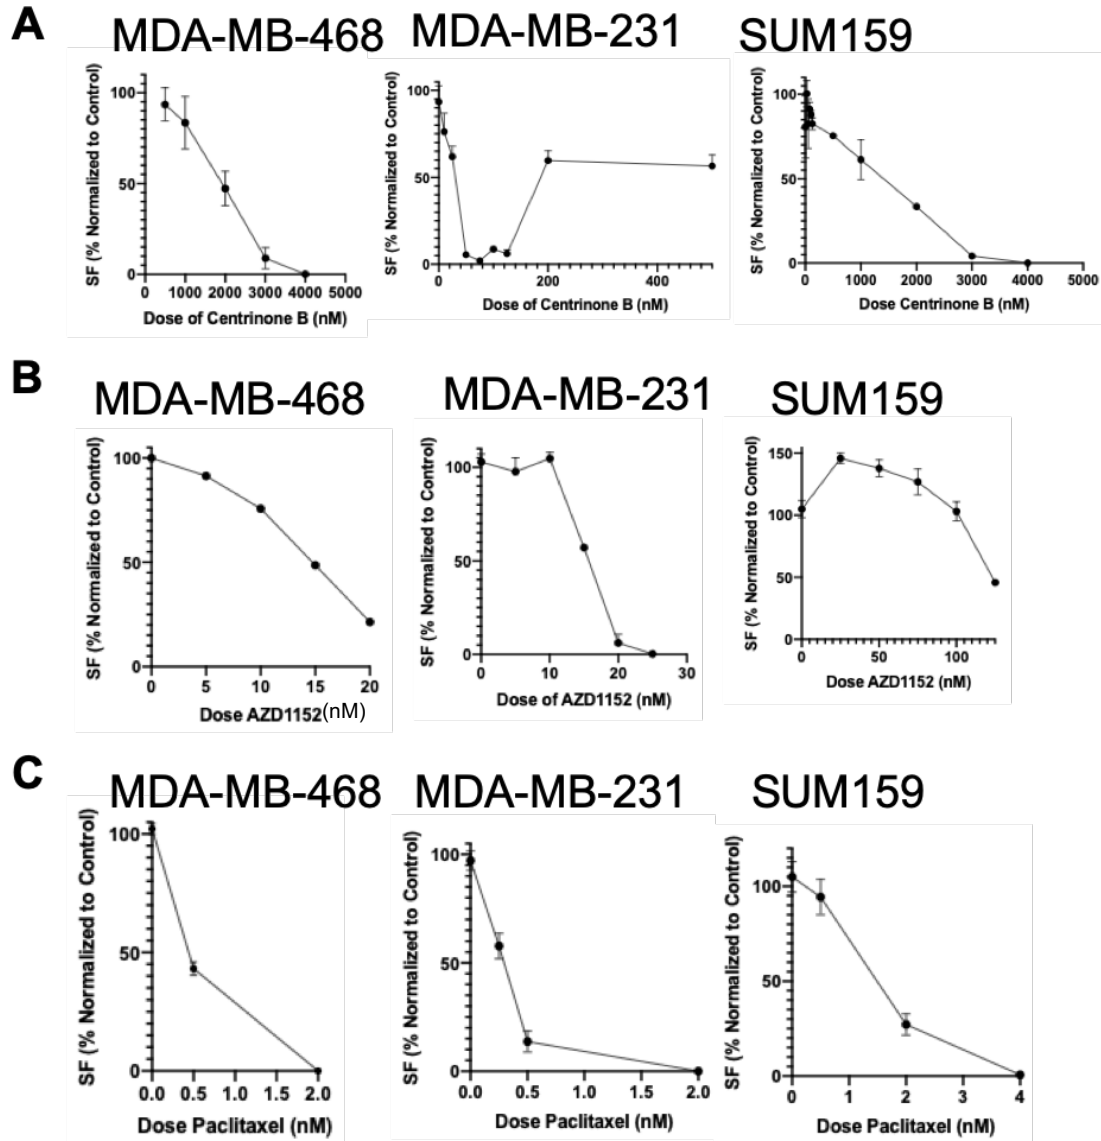 A
MDA-MB-468 MDA-MB-231 SUM159
SF (% Normalized to Control)
100
50
0
0 1000 2000 3000 4000 5000
Dose of Centrinone B (nM)
SF (% Normalized to Control)
100
50
0
0 200 400
Dose of Centrinone B (nM)
SF (% Normalized to Control)
100
50
0
0 1000 2000 3000 4000 5000
Dose Centrinone B (nM)
B
MDA-MB-468 MDA-MB-231 SUM159
SF (% Normalized to Control)
100
50
0
0 5 10 15 20
Dose AZD1152(nM)
SF (% Normalized to Control)
100
50
0
0 10 20 30
Dose of AZD1152 (nM)
SF (% Normalized to Control)
150
100
50
0
0 50 100
Dose AZD1152 (nM)
C
MDA-MB-468 MDA-MB-231 SUM159
SF (% Normalized to Control)
100
50
0
0.0 0.5 1.0 1.5 2.0
Dose Paclitaxel (nM)
SF (% Normalized to Control)
100
50
0
0.0 0.5 1.0 1.5 2.0
Dose Paclitaxel (nM)
SF (% Normalized to Control)
100
50
0
0 1 2 3 4
Dose Paclitaxel (nM)